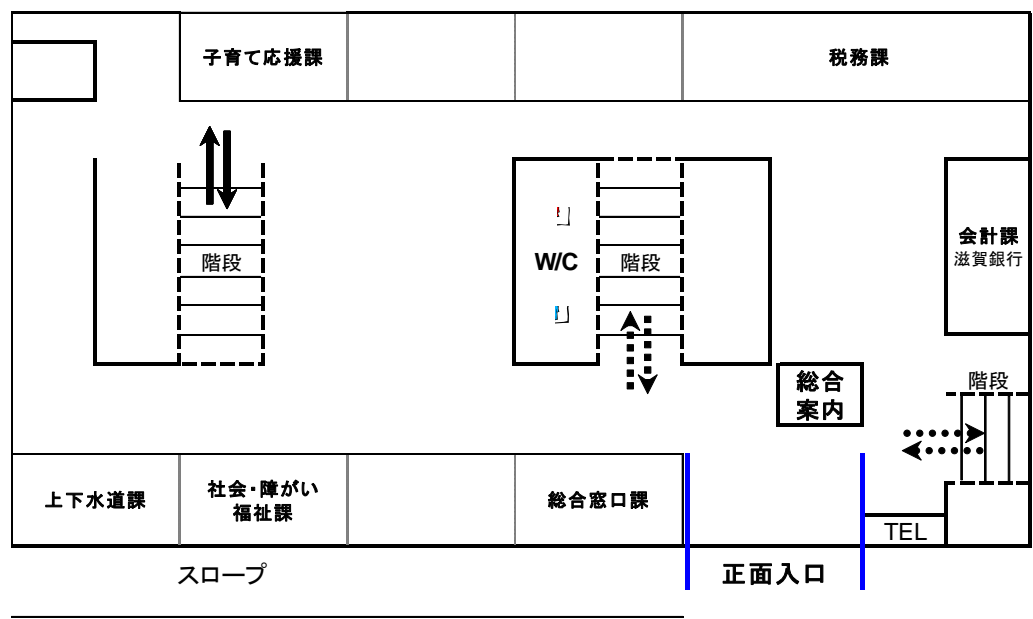 子育て応援課
税務課
会計課
滋賀銀行
階段
W/C
階段
総合
案内
階段
上下水道課
社会・障がい
福祉課
総合窓口課
TEL
スロープ
正面入口